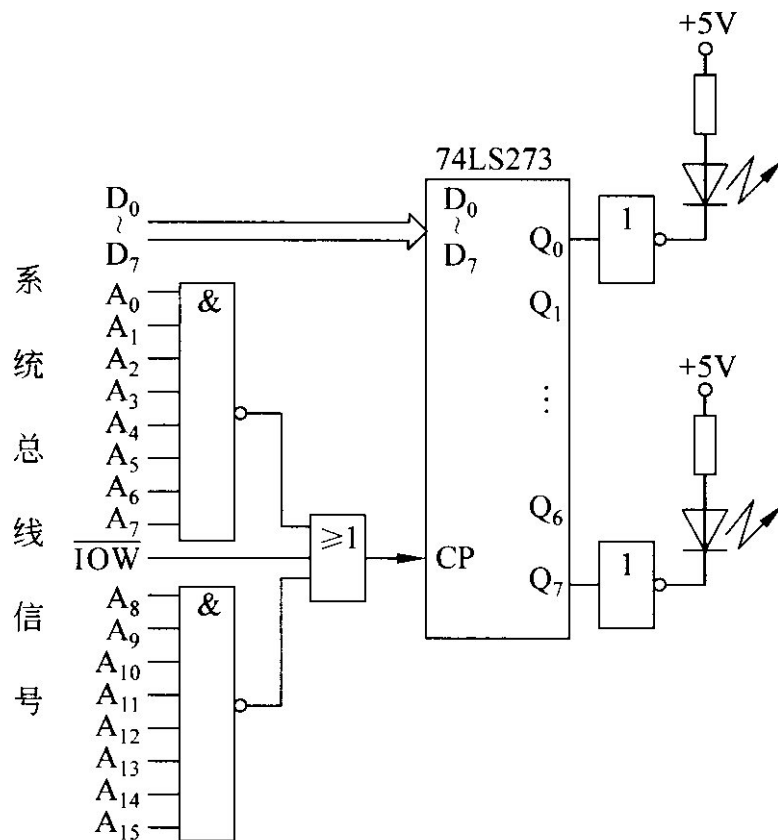 +5V
74LS273
D₀
~
D₇
D₀
~
D₇
Q₀
1
系统总线信号
A₀
&
A₁
A₂
A₃
A₄
A₅
A₆
A₇
Q₁
⋮
+5V
Q₆
I̅O̅W̅
≥1
CP
Q₇
1
A₈
&
A₉
A₁₀
A₁₁
A₁₂
A₁₃
A₁₄
A₁₅